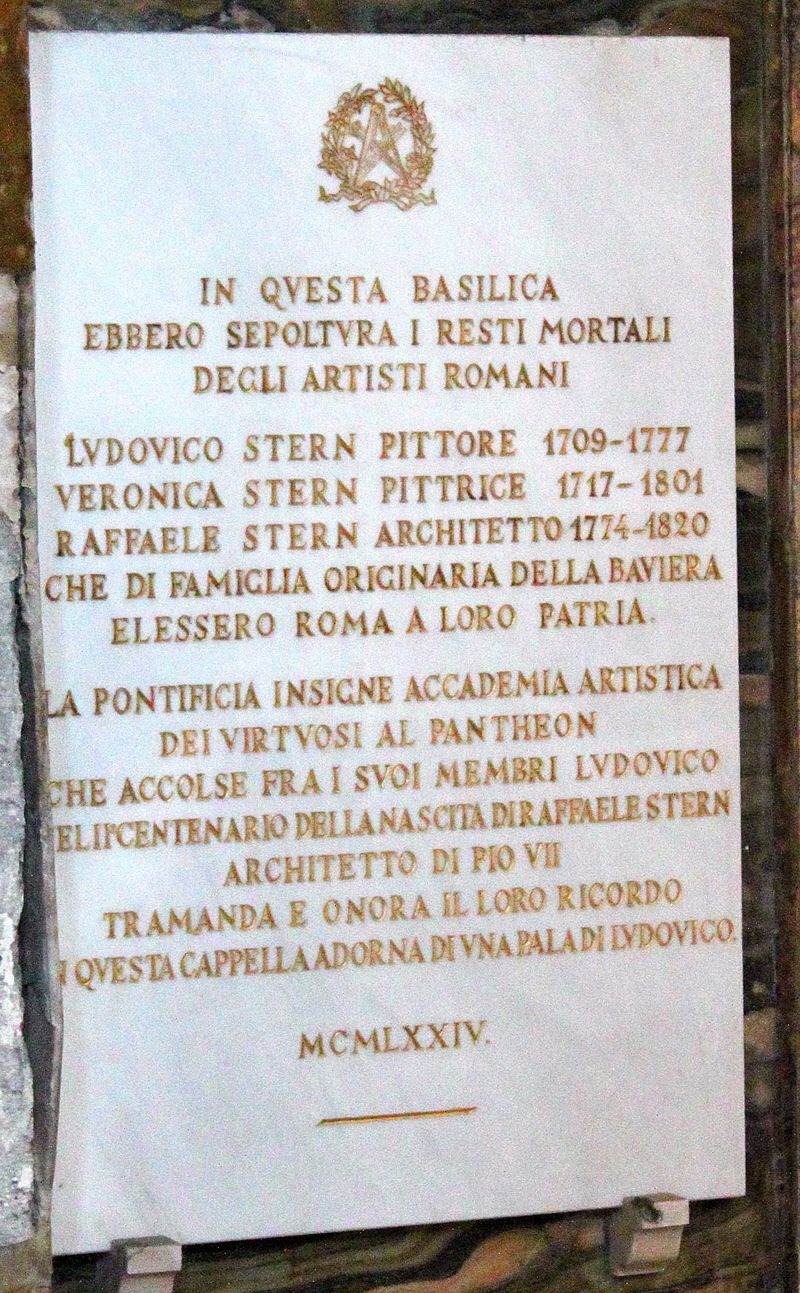 IN QVESTA BASILICA
EBBERO SEPOLTVRA I RESTI MORTALI
DEGLI ARTISTI ROMANI
LVDOVICO STERN PITTORE 1709-1777
VERONICA STERN PITTRICE 1717-1801
RAFFAELE STERN ARCHITETTO 1774-1820
CHE DI FAMIGLIA ORIGINARIA DELLA BAVIERA
ELESSERO ROMA A LORO PATRIA.
LA PONTIFICIA INSIGNE ACCADEMIA ARTISTICA
DEI VIRTVOSI AL PANTHEON
CHE ACCOLSE FRA I SVOI MEMBRI LVDOVICO
EL II° CENTENARIO DELLA NASCITA DI RAFFAELE STERN
ARCHITETTO DI PIO VII
TRAMANDA E ONORA IL LORO RICORDO
N QVESTA CAPPELLA ADORNA DI VNA PALA DI LVDOVICO.
MCMLXXIV.